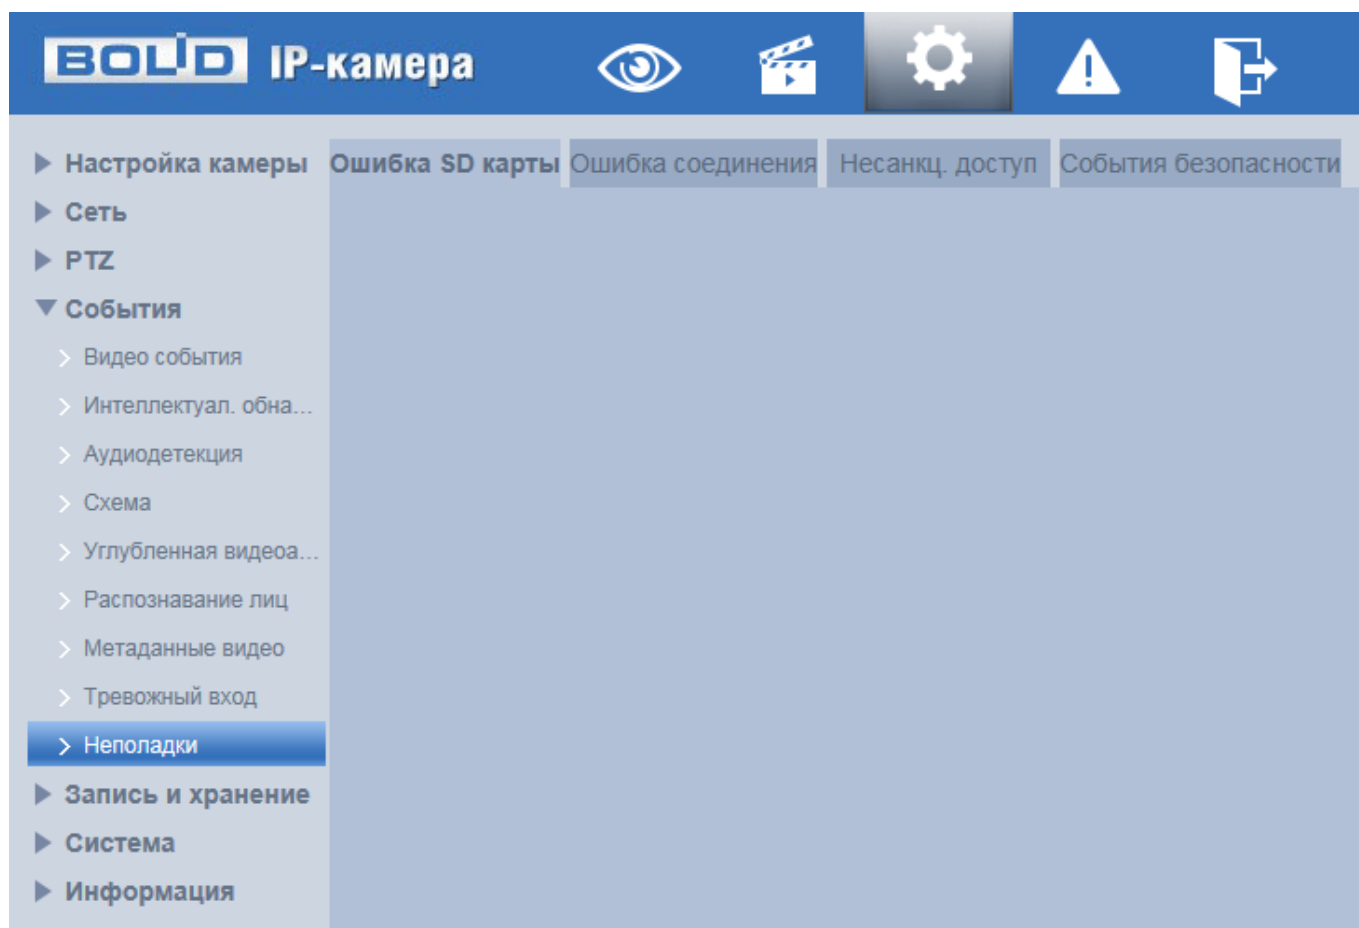 BOLID IP-камера
Настройка камеры
Ошибка SD карты Ошибка соединения Несанкц. доступ События безопасности
Сеть
PTZ
События
Видео события
Интеллектуал. обна...
Аудиодетекция
Схема
Углубленная видеоа...
Распознавание лиц
Метаданные видео
Тревожный вход
Неполадки
Запись и хранение
Система
Информация